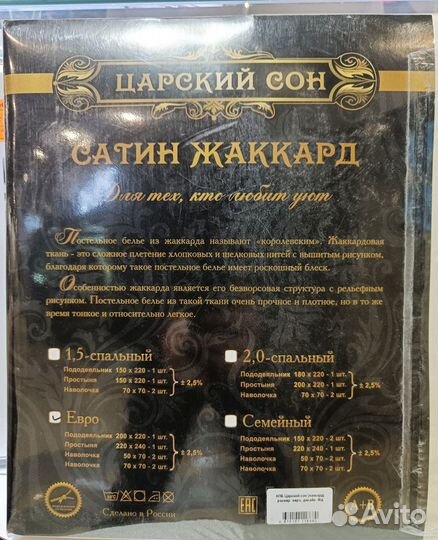 ЦАРСКИЙ СОН
САТИН ЖАККАРД
Для тех, кто любит уют
Постельное белье из жаккарда называют «королевским». Жаккардовая
ткань - это сложное плетение хлопковых и шелковых нитей с вышитым рисунком,
благодаря которому такое постельное белье имеет роскошный блеск.
Особенностью жаккарда является его безворсовая структура с рельефным
рисунком. Постельное белье из такой ткани очень прочное и плотное, но в то же
время тонкое и относительно легкое.
1,5-спальный
Пододеяльник 150 x 220 - 1 шт.
Простыня 150 x 220 - 1 шт.
Наволочка 70 x 70 - 2 шт.
± 2,5%
2,0-спальный
Пододеяльник 180 x 220 - 1 шт.
Простыня 200 x 220 - 1 шт.
Наволочка 70 x 70 - 2 шт.
± 2,5%
Евро
Пододеяльник 200 x 220 - 1 шт.
Простыня 220 x 240 - 1 шт.
Наволочка 50 x 70 - 2 шт.
Наволочка 70 x 70 - 2 шт.
± 2,5%
Семейный
Пододеяльник 150 x 220 - 2 шт.
Простыня 220 x 240 - 1 шт.
Наволочка 50 x 70 - 2 шт.
Наволочка 70 x 70 - 2 шт.
± 2,5%
Сделано в России
EAC
КПБ Царский сон
Avito